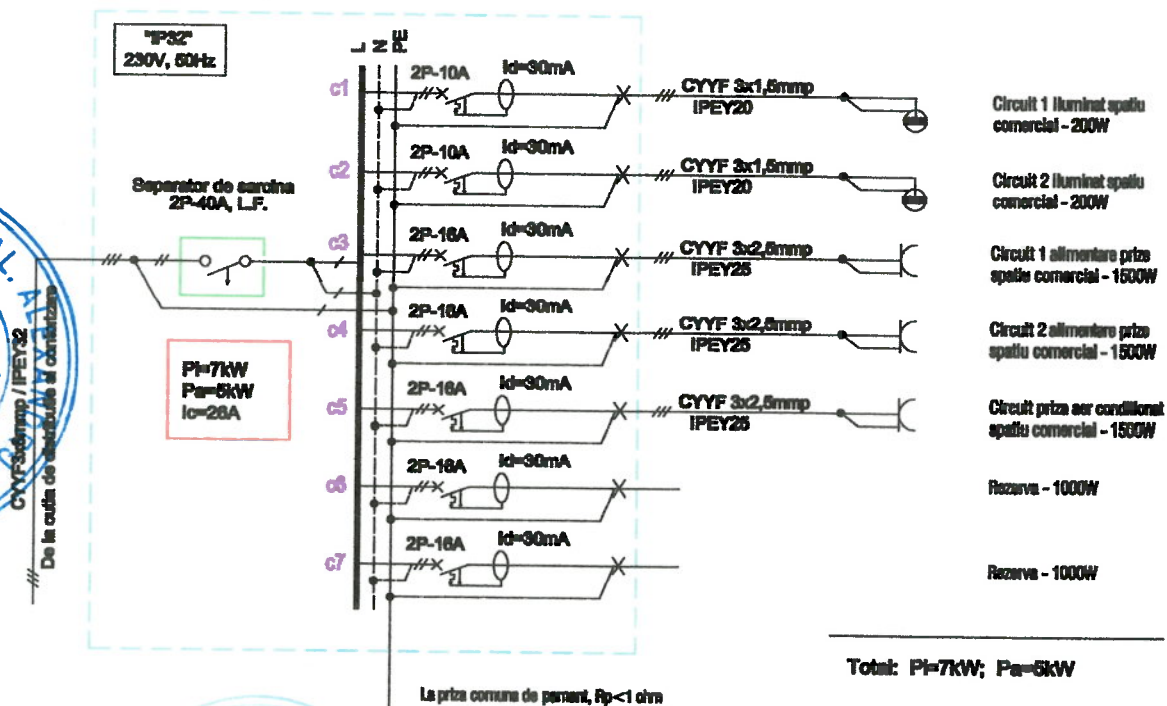 "IP32"
230V, 50Hz
L
N
PE
c1
2P-10A
Id=30mA
CYYF 3x1,5mmp
IPEY20
Circuit 1 iluminat spatiu
comercial - 200W
c2
2P-10A
Id=30mA
CYYF 3x1,5mmp
IPEY20
Circuit 2 iluminat spatiu
comercial - 200W
Separator de sarcina
2P-40A, L.F.
c3
2P-16A
Id=30mA
CYYF 3x2,5mmp
IPEY25
Circuit 1 alimentare prize
spatiu comercial - 1500W
c4
2P-16A
Id=30mA
CYYF 3x2,5mmp
IPEY25
Circuit 2 alimentare prize
spatiu comercial - 1500W
Pi=7kW
Pa=5kW
Ic=26A
c5
2P-16A
Id=30mA
CYYF 3x2,5mmp
IPEY25
Circuit priza aer conditionat
spatiu comercial - 1500W
c6
2P-16A
Id=30mA
Rezerva - 1000W
c7
2P-16A
Id=30mA
Rezerva - 1000W
CYYF3x6mmp / IPEY32
De la cutia de distributie si contorizare
L. ALEXAND
Total: Pi=7kW; Pa=5kW
La priza comuna de pamant, Rp<1 ohm